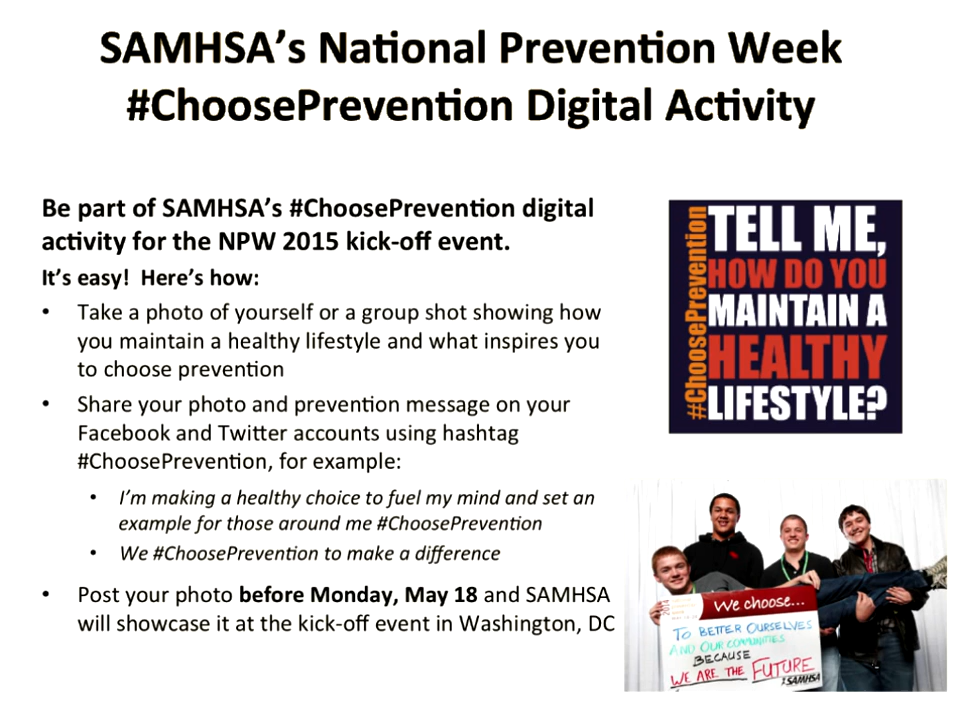 SAMHSA's National Prevention Week
#ChoosePrevention Digital Activity
Be part of SAMHSA's #ChoosePrevention digital
activity for the NPW 2015 kick-off event.
It's easy!  Here's how:
• Take a photo of yourself or a group shot showing how
you maintain a healthy lifestyle and what inspires you
to choose prevention
• Share your photo and prevention message on your
Facebook and Twitter accounts using hashtag
#ChoosePrevention, for example:
• I'm making a healthy choice to fuel my mind and set an
example for those around me #ChoosePrevention
• We #ChoosePrevention to make a difference
• Post your photo before Monday, May 18 and SAMHSA
will showcase it at the kick-off event in Washington, DC
#ChoosePrevention
TELL ME,
HOW DO YOU
MAINTAIN A
HEALTHY
LIFESTYLE?
We choose...
TO BETTER OURSELVES
AND OUR COMMUNITIES
BECAUSE
WE ARE THE FUTURE
SAMHSA